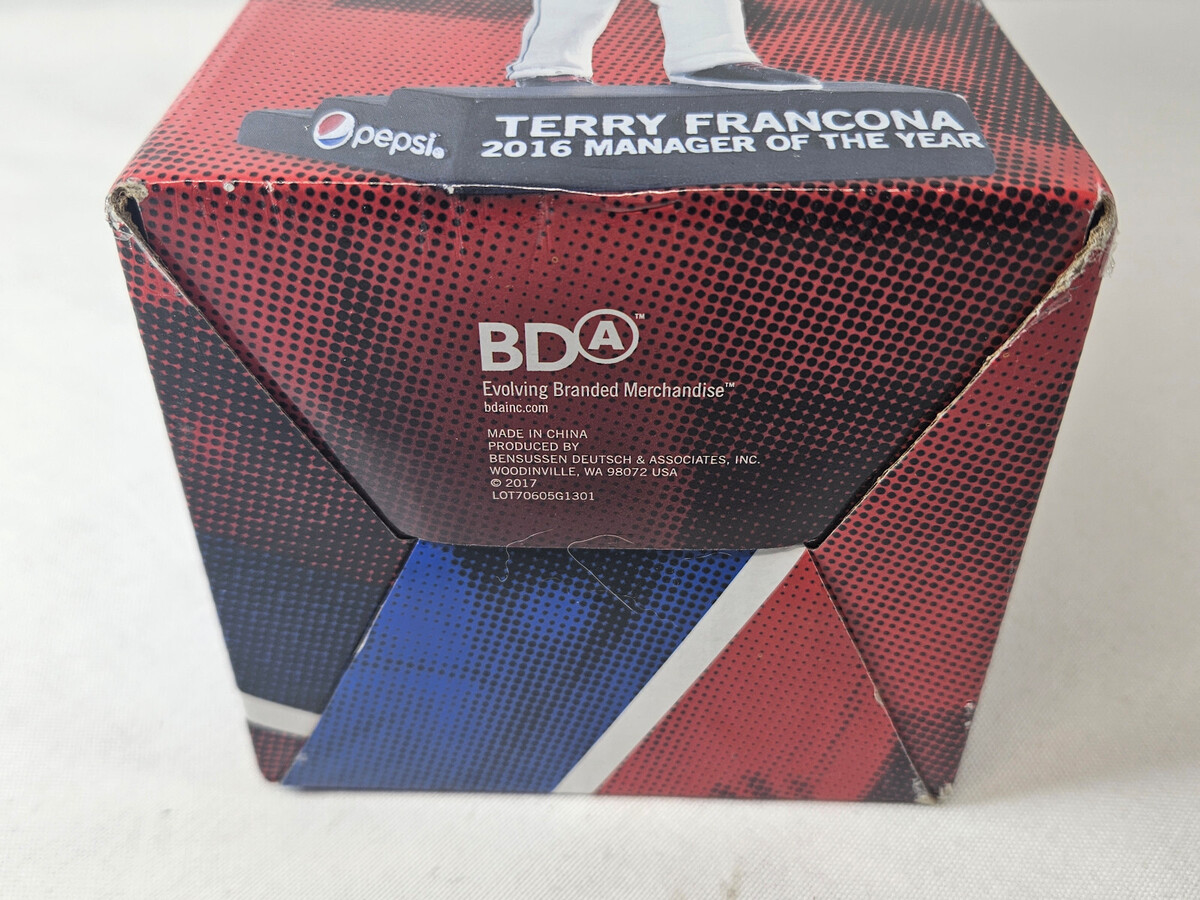 pepsi
TERRY FRANCONA
2016 MANAGER OF THE YEAR
BDA™
Evolving Branded Merchandise™
bdainc.com
MADE IN CHINA
PRODUCED BY
BENSUSSEN DEUTSCH & ASSOCIATES, INC.
WOODINVILLE, WA 98072 USA
© 2017
LOT70605G1301